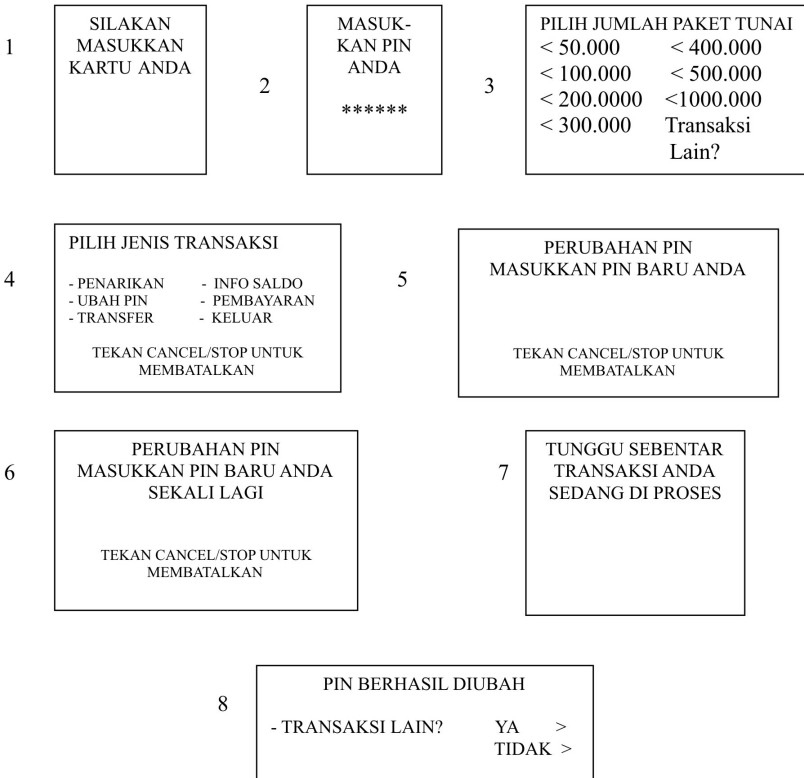 1
SILAKAN
MASUKKAN
KARTU ANDA
2
MASUK-
KAN PIN
ANDA
******
3
PILIH JUMLAH PAKET TUNAI
< 50.000 < 400.000
< 100.000 < 500.000
< 200.0000 <1000.000
< 300.000 Transaksi
Lain?
4
PILIH JENIS TRANSAKSI
- PENARIKAN - INFO SALDO
- UBAH PIN - PEMBAYARAN
- TRANSFER - KELUAR
TEKAN CANCEL/STOP UNTUK
MEMBATALKAN
5
PERUBAHAN PIN
MASUKKAN PIN BARU ANDA
TEKAN CANCEL/STOP UNTUK
MEMBATALKAN
6
PERUBAHAN PIN
MASUKKAN PIN BARU ANDA
SEKALI LAGI
TEKAN CANCEL/STOP UNTUK
MEMBATALKAN
7
TUNGGU SEBENTAR
TRANSAKSI ANDA
SEDANG DI PROSES
8
PIN BERHASIL DIUBAH
- TRANSAKSI LAIN? YA >
TIDAK >